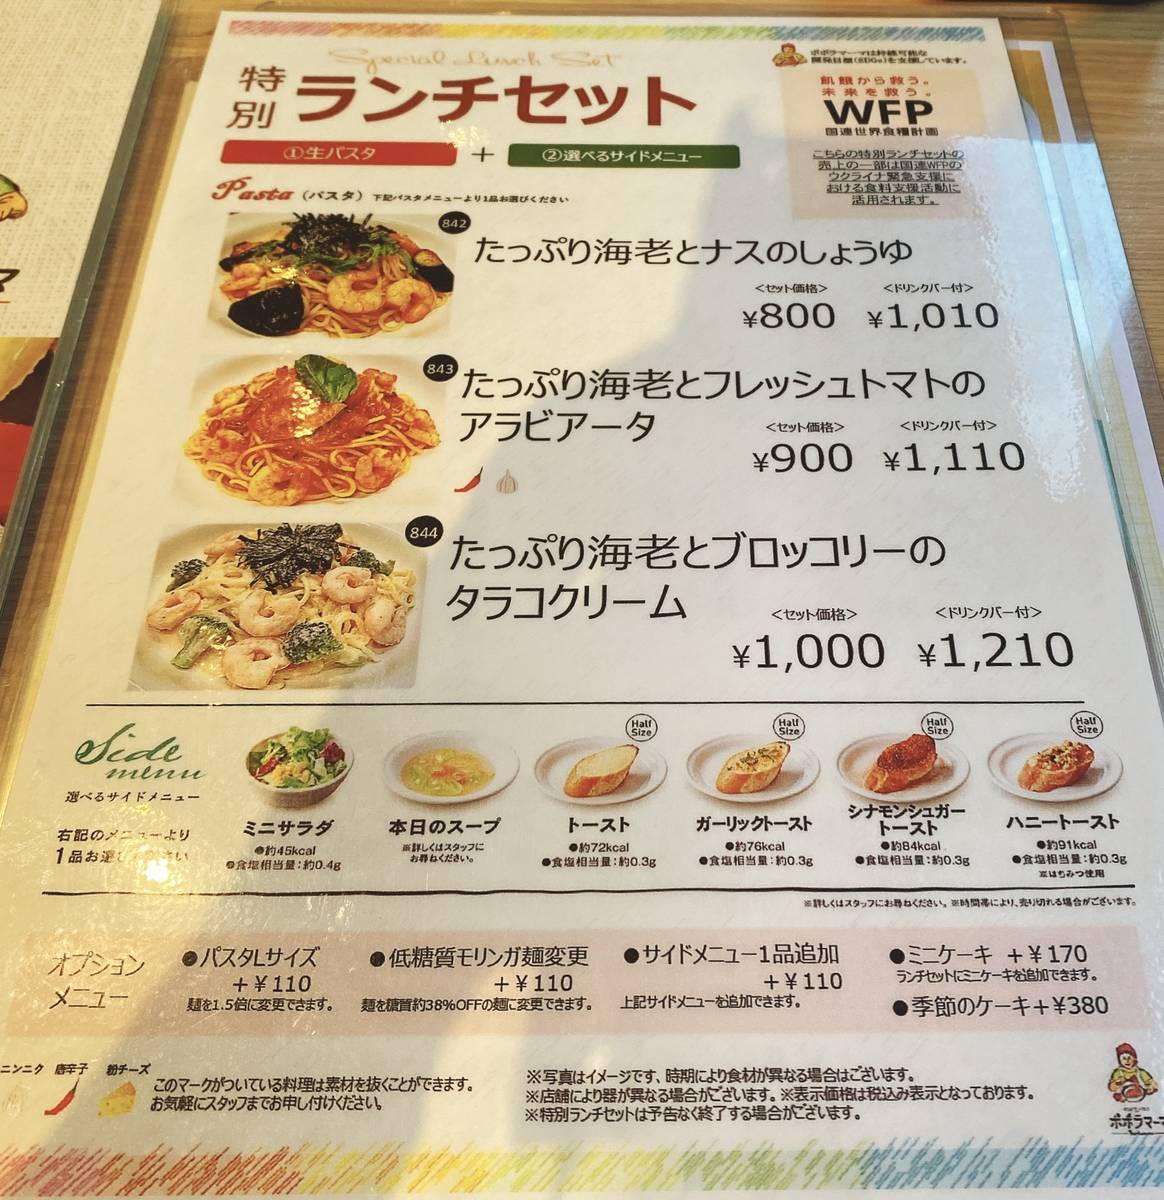 Special Lunch Set
特別
ランチセット
ポポラマーマは持続可能な
開発目標(SDGs)を支援しています。
飢餓から救う。
未来を救う。
WFP
国連世界食糧計画
こちらの特別ランチセットの
売上の一部は国連WFPの
ウクライナ緊急支援に
おける食料支援活動に
活用されます。
①生パスタ + ②選べるサイドメニュー
Pasta (パスタ) 下記パスタメニューより1品お選びください
842
たっぷり海老とナスのしょうゆ
<セット価格> <ドリンクバー付>
¥800 ¥1,010
843
たっぷり海老とフレッシュトマトの
アラビアータ
<セット価格> <ドリンクバー付>
¥900 ¥1,110
844
たっぷり海老とブロッコリーの
タラコクリーム
<セット価格> <ドリンクバー付>
¥1,000 ¥1,210
Side menu
選べるサイドメニュー
右記のメニューより
1品お選びください
ミニサラダ
●約45kcal
●食塩相当量:約0.4g
本日のスープ
※詳しくはスタッフに
お尋ねください。
Half Size
トースト
●約72kcal
●食塩相当量:約0.3g
Half Size
ガーリックトースト
●約76kcal
●食塩相当量:約0.3g
Half Size
シナモンシュガー
トースト
●約84kcal
●食塩相当量:約0.3g
Half Size
ハニートースト
●約91kcal
●食塩相当量:約0.3g
※はちみつ使用
※詳しくはスタッフにお尋ねください。※時間帯により、売り切れる場合がございます。
オプション
メニュー
●パスタLサイズ
+¥110
麺を1.5倍に変更できます。
●低糖質モリンガ麺変更
+¥110
麺を糖質約38%OFFの麺に変更できます。
●サイドメニュー1品追加
+¥110
上記サイドメニューを追加できます。
●ミニケーキ +¥170
ランチセットにミニケーキを追加できます。
●季節のケーキ+¥380
ニンニク 唐辛子 粉チーズ
このマークがついている料理は素材を抜くことができます。
お気軽にスタッフまでお申し付けください。
※写真はイメージです、時期により食材が異なる場合はございます。
※店舗により器が異なる場合がございます。※表示価格は税込み表示となっております。
※特別ランチセットは予告なく終了する場合がございます。
ポポラマーマ